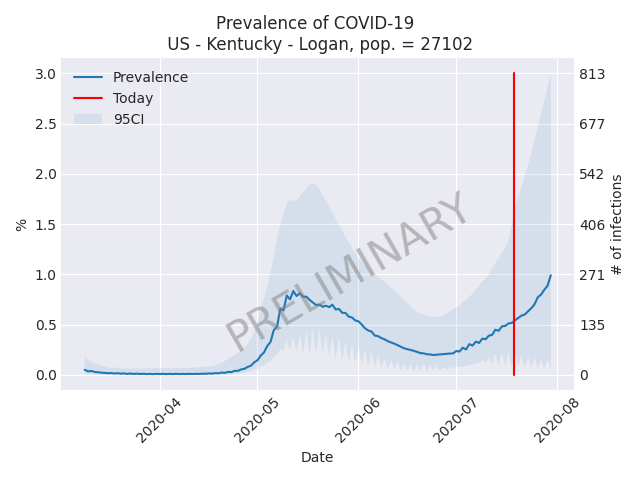 Prevalence of COVID-19
US - Kentucky - Logan, pop. = 27102
Prevalence
Today
95CI
3.0
2.5
2.0
1.5
1.0
0.5
0.0
%
813
677
542
406
271
135
0
# of infections
PRELIMINARY
2020-04
2020-05
2020-06
2020-07
2020-08
Date